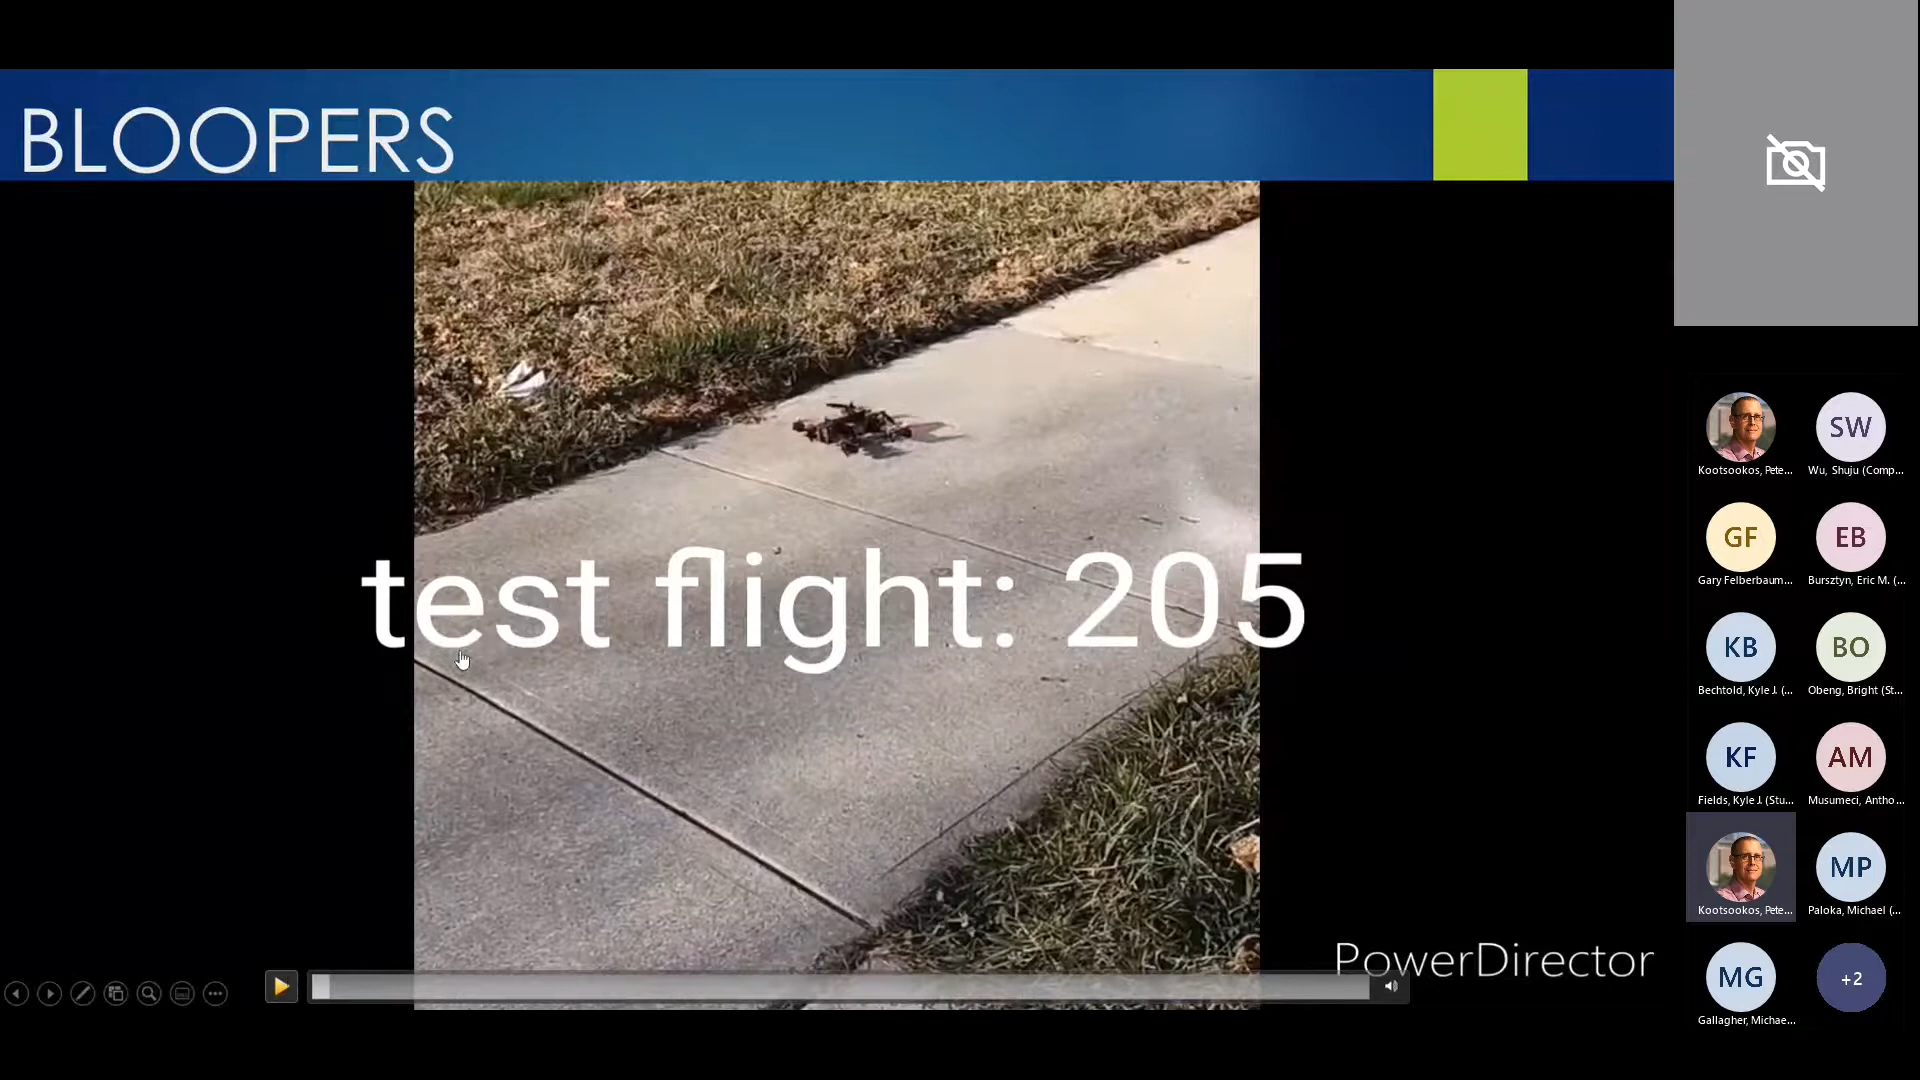 BLOOPERS
test flight: 205
PowerDirector
Kootsookos, Pete...
SW
Wu, Shuju (Comp...
GF
Gary Felberbaum...
EB
Bursztyn, Eric M. (...
KB
Bechtold, Kyle J. (...
BO
Obeng, Bright (St...
KF
Fields, Kyle J. (Stu...
AM
Musumeci, Antho...
Kootsookos, Pete...
MP
Paloka, Michael (...
MG
Gallagher, Michae...
+2